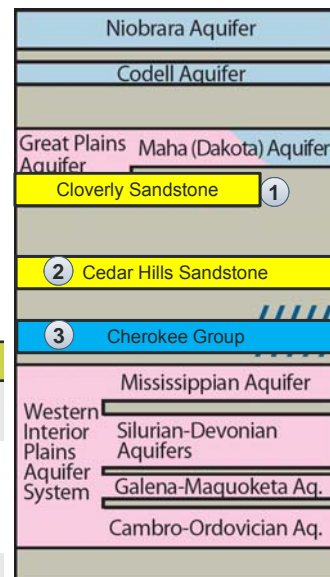 Niobrara Aquifer
Codell Aquifer
Great Plains
Aquifer
Maha (Dakota) Aquifer
Cloverly Sandstone
1
2
Cedar Hills Sandstone
3
Cherokee Group
Mississippian Aquifer
Western
Interior
Plains
Aquifer
System
Silurian-Devonian
Aquifers
Galena-Maquoketa Aq.
Cambro-Ordovician Aq.